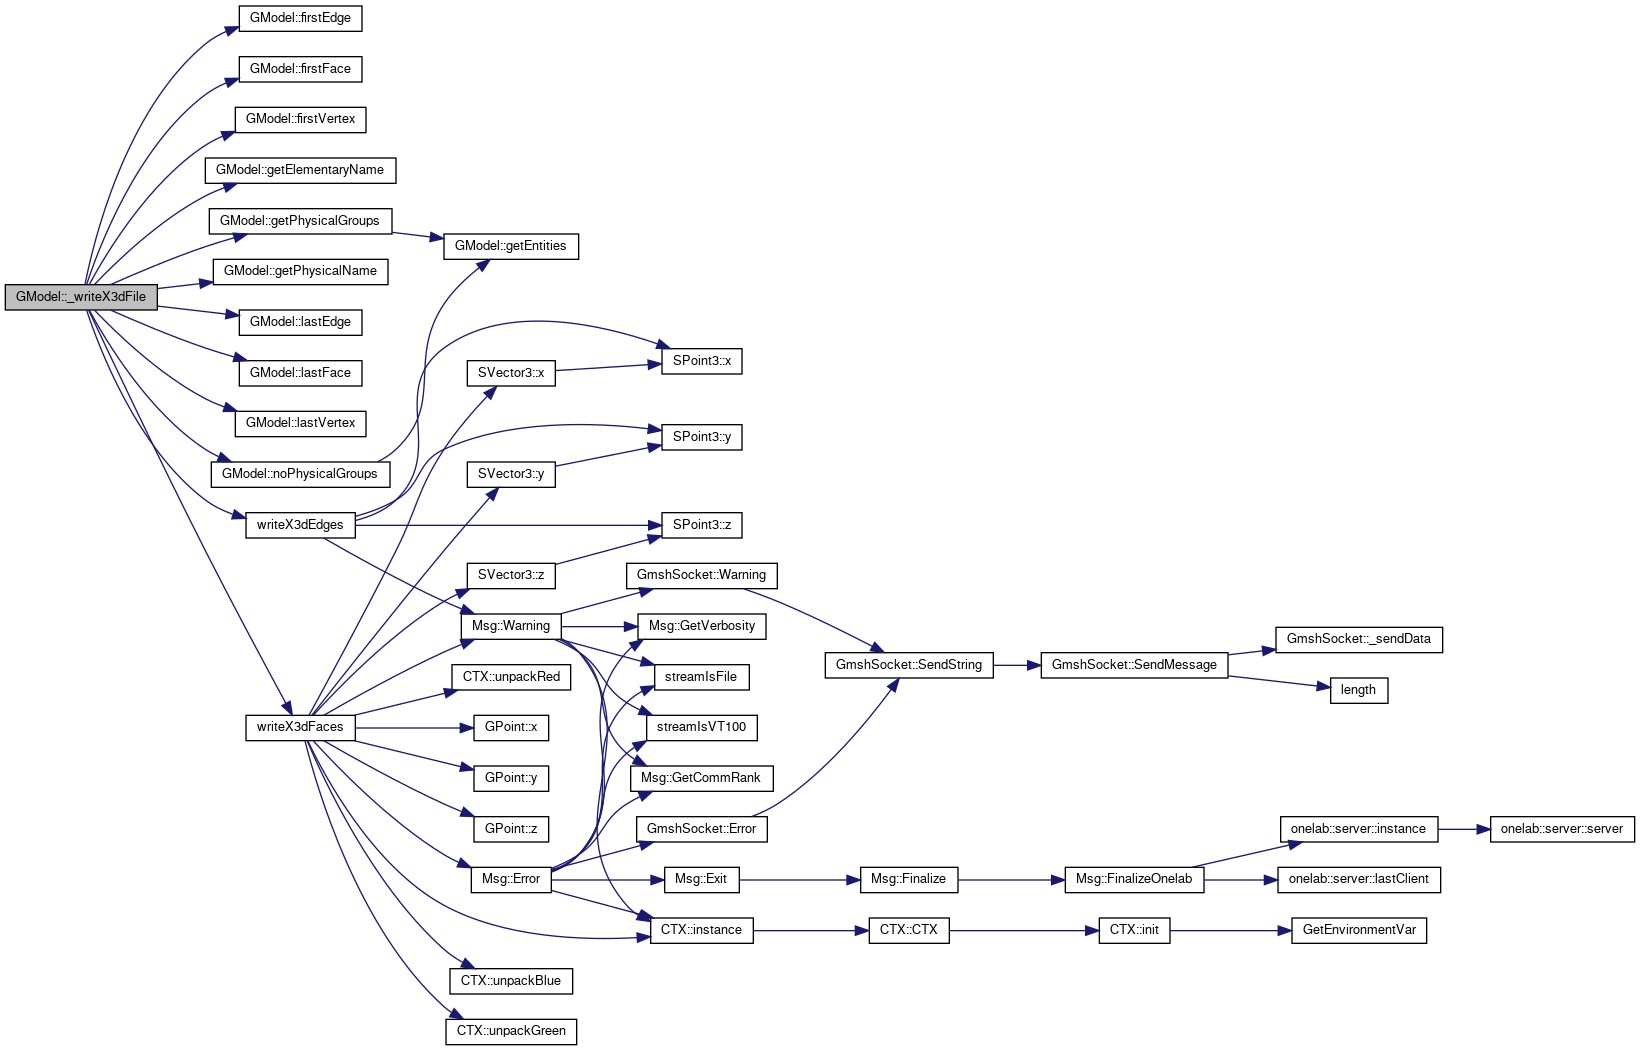 GModel::_writeX3dFile
GModel::firstEdge
GModel::firstFace
GModel::firstVertex
GModel::getElementaryName
GModel::getPhysicalGroups
GModel::getEntities
GModel::getPhysicalName
GModel::lastEdge
GModel::lastFace
GModel::lastVertex
GModel::noPhysicalGroups
writeX3dEdges
writeX3dFaces
SVector3::x
SPoint3::x
SVector3::y
SPoint3::y
SVector3::z
SPoint3::z
Msg::Warning
CTX::unpackRed
GPoint::x
GPoint::y
GPoint::z
Msg::Error
CTX::unpackBlue
CTX::unpackGreen
GmshSocket::Warning
Msg::GetVerbosity
streamIsFile
streamIsVT100
Msg::GetCommRank
GmshSocket::Error
Msg::Exit
CTX::instance
GmshSocket::SendString
GmshSocket::SendMessage
GmshSocket::_sendData
length
Msg::Finalize
Msg::FinalizeOnelab
onelab::server::instance
onelab::server::server
onelab::server::lastClient
CTX::CTX
CTX::init
GetEnvironmentVar